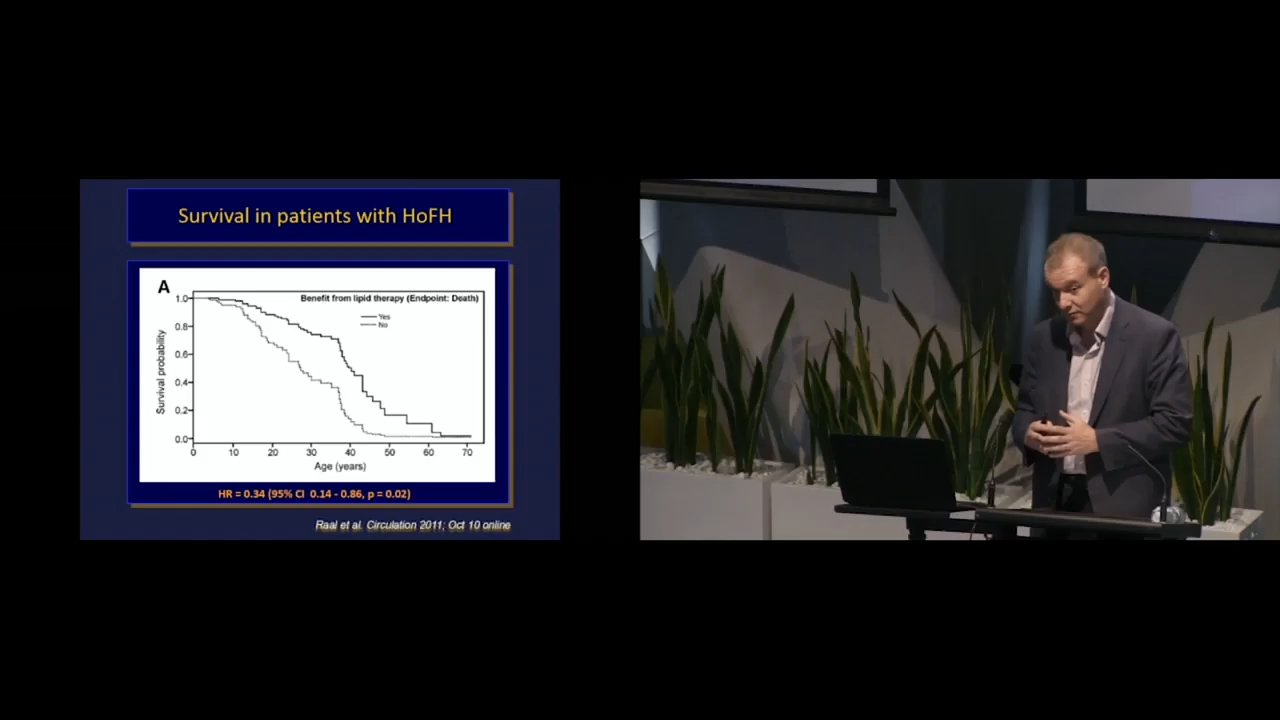 Survival in patients with HoFH
A
Benefit from lipid therapy (Endpoint: Death)
Yes
No
Survival probability
1.0
0.8
0.6
0.4
0.2
0.0
0 10 20 30 40 50 60 70
Age (years)
HR = 0.34 (95% CI 0.14 - 0.86, p = 0.02)
Raal et al. Circulation 2011; Oct 10 online